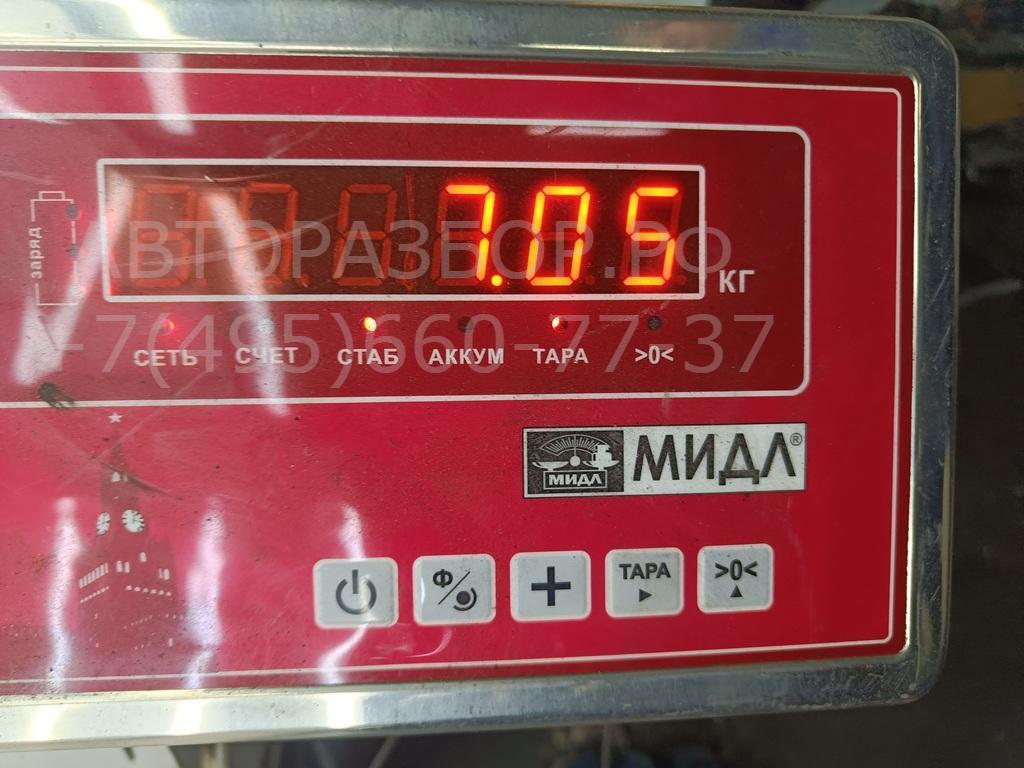 7.05
КГ
заряд
АВТОРАЗБОР.РФ
+7(495)660-77-37
СЕТЬ СЧЕТ СТАБ АККУМ ТАРА >0<
МИДЛ МИДЛ®
Ф/ + ТАРА >0<